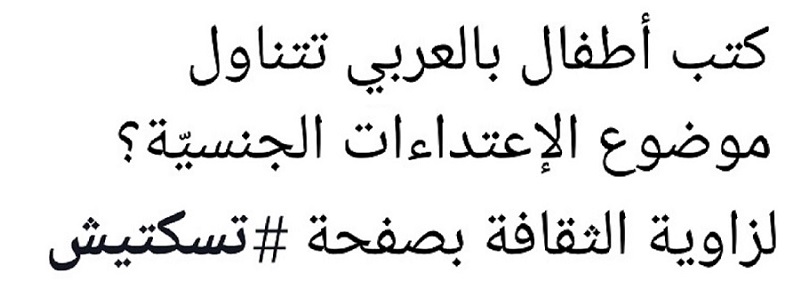 كتب أطفال بالعربي تتناول
موضوع الإعتداءات الجنسيّة؟
لزاوية الثقافة بصفحة #تسكتيش